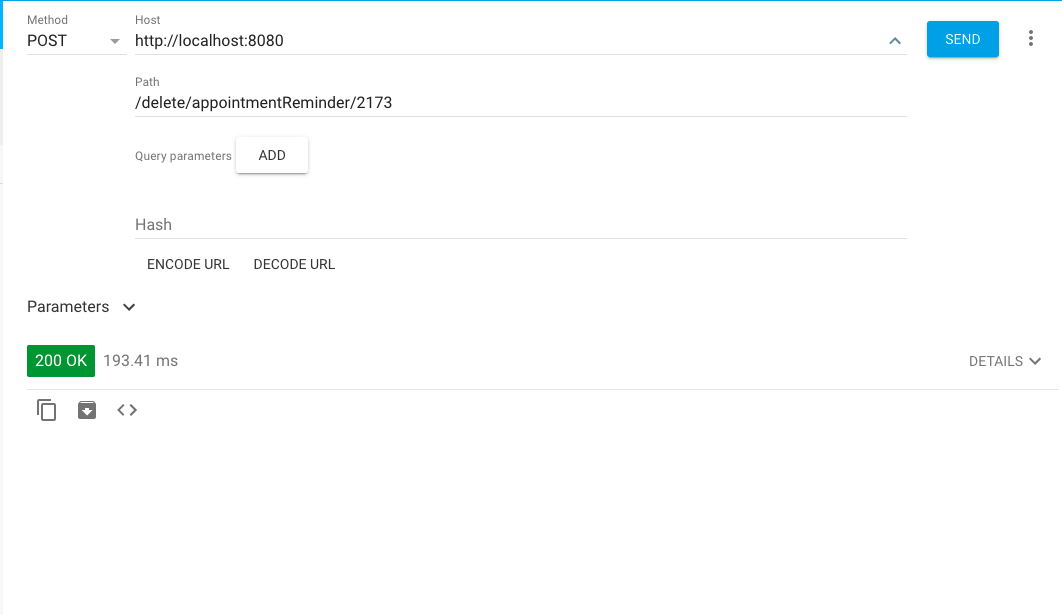 Method
Host
POST
http://localhost:8080
SEND
Path
/delete/appointmentReminder/2173
Query parameters
ADD
Hash
ENCODE URL
DECODE URL
Parameters
200 OK
193.41 ms
DETAILS